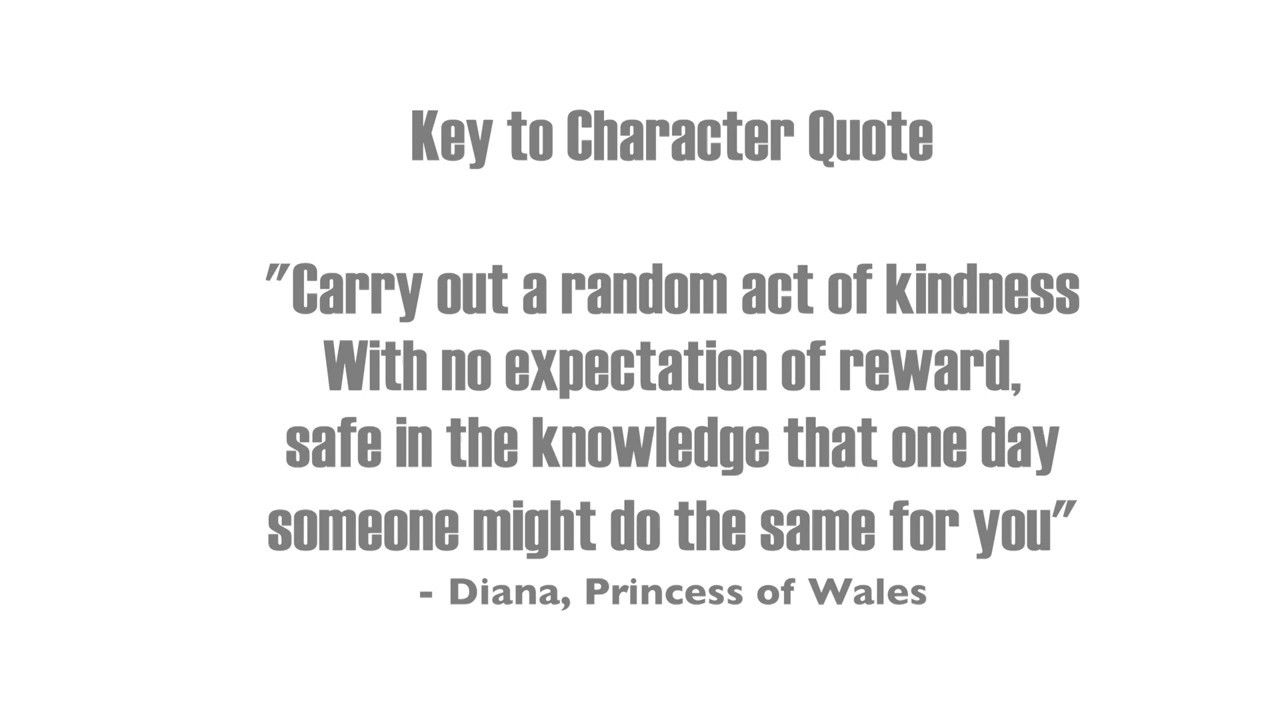 Key to Character Quote
"Carry out a random act of kindness
With no expectation of reward,
safe in the knowledge that one day
someone might do the same for you"
- Diana, Princess of Wales